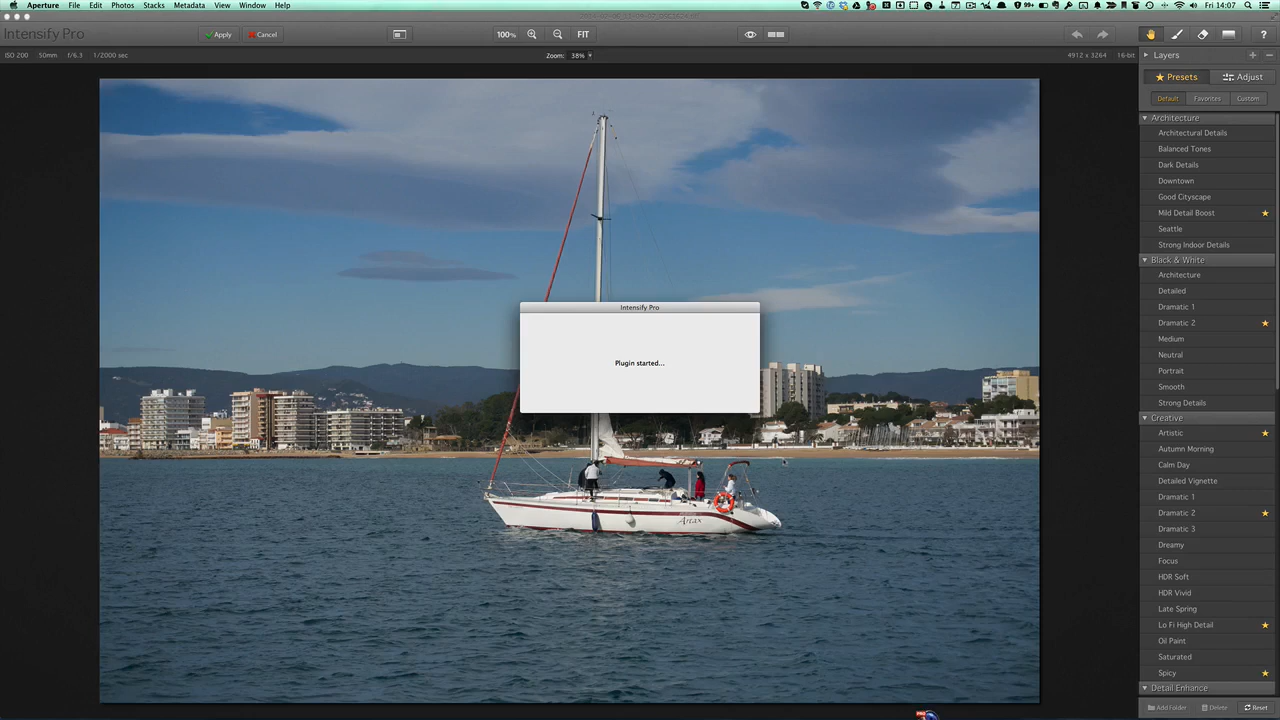 Aperture File Edit Photos Stacks Metadata View Window Help 99+ Fri 14:07
Intensify Pro Apply Cancel 100% FIT ?
ISO 200 50mm f/6.3 1/2000 sec Zoom: 38% 4912 x 3264 16-bit
Layers
Presets Adjust
Default Favorites Custom
Architecture
Architectural Details
Balanced Tones
Dark Details
Downtown
Good Cityscape
Mild Detail Boost
Seattle
Strong Indoor Details
Black & White
Architecture
Detailed
Dramatic 1
Dramatic 2
Medium
Neutral
Portrait
Smooth
Strong Details
Creative
Artistic
Autumn Morning
Calm Day
Detailed Vignette
Dramatic 1
Dramatic 2
Dramatic 3
Dreamy
Focus
HDR Soft
HDR Vivid
Late Spring
Lo Fi High Detail
Oil Paint
Saturated
Spicy
Detail Enhance
Add Folder Delete Reset
Intensify Pro
Plugin started...
Artax
PRO